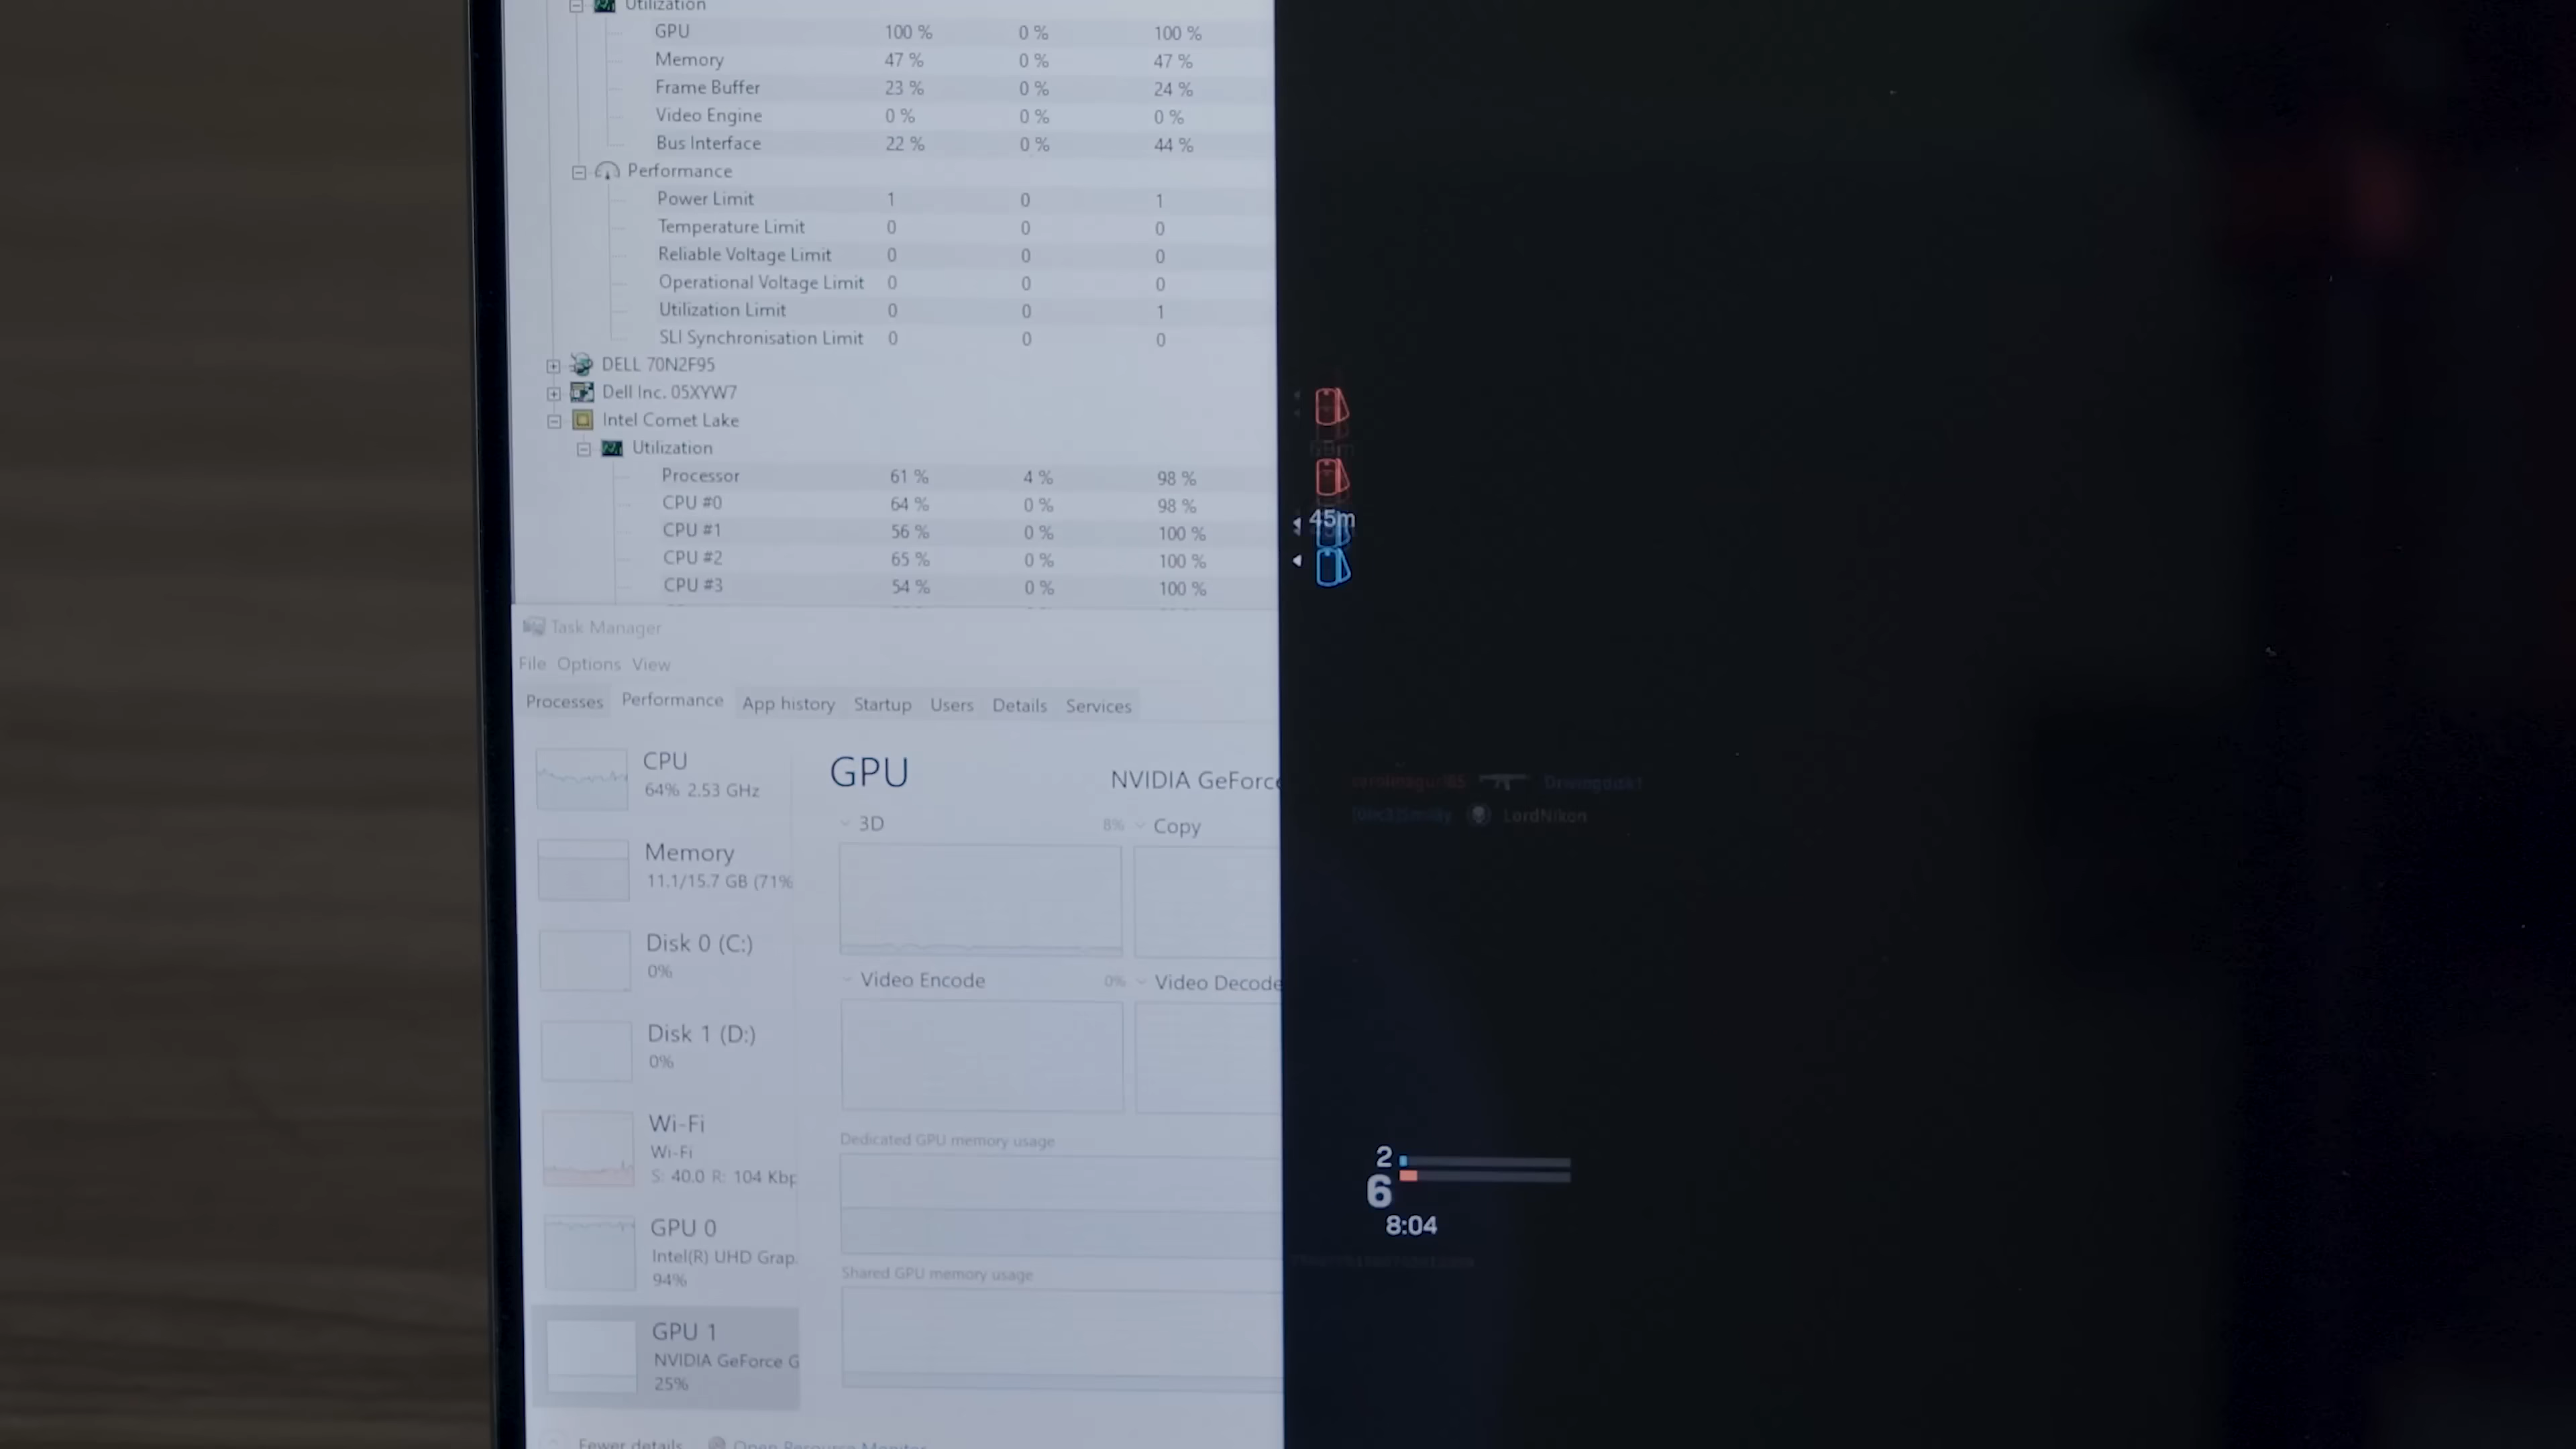 Utilization
GPU 100 % 0 % 100 %
Memory 47 % 0 % 47 %
Frame Buffer 23 % 0 % 24 %
Video Engine 0 % 0 % 0 %
Bus Interface 22 % 0 % 44 %
Performance
Power Limit 1 0 1
Temperature Limit 0 0 0
Reliable Voltage Limit 0 0 0
Operational Voltage Limit 0 0 0
Utilization Limit 0 0 1
SLI Synchronisation Limit 0 0 0
DELL 70N2F95
Dell Inc. 05XYW7
Intel Comet Lake
Utilization
Processor 61 % 4 % 98 %
CPU #0 64 % 0 % 98 %
CPU #1 56 % 0 % 100 %
CPU #2 65 % 0 % 100 %
CPU #3 54 % 0 % 100 %
Task Manager
File Options View
Processes Performance App history Startup Users Details Services
CPU
64% 2.53 GHz
Memory
11.1/15.7 GB (71%
Disk 0 (C:)
0%
Disk 1 (D:)
0%
Wi-Fi
Wi-Fi
S: 40.0 R: 104 Kbp
GPU 0
Intel(R) UHD Grap
94%
GPU 1
NVIDIA GeForce G
25%
Fewer details
GPU NVIDIA GeForce
3D 8% Copy
Video Encode 0% Video Decode
Dedicated GPU memory usage
Shared GPU memory usage
45m
LordNikon
2
6
8:04